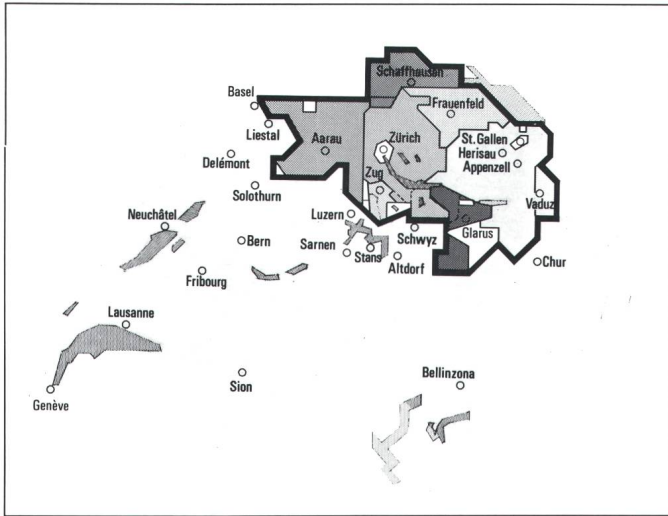 Schaffhausen
Basel
Frauenfeld
Liestal
Aarau
Zürich
St. Gallen
Herisau
Appenzell
Delémont
Zug
Solothurn
Vaduz
Neuchâtel
Luzern
Bern
Schwyz
Glarus
Sarnen
Stans
Altdorf
Chur
Fribourg
Lausanne
Sion
Bellinzona
Genève